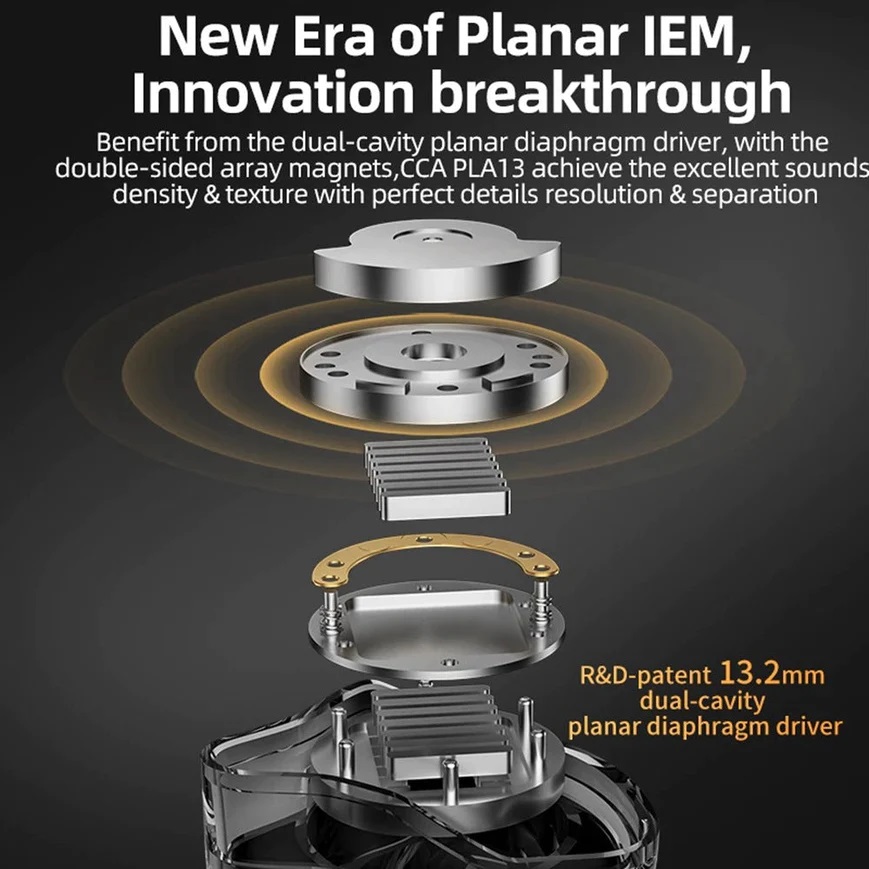 New Era of Planar IEM,
Innovation breakthrough
Benefit from the dual-cavity planar diaphragm driver, with the
double-sided array magnets,CCA PLA13 achieve the excellent sounds
density & texture with perfect details resolution & separation
R&D-patent 13.2mm
dual-cavity
planar diaphragm driver